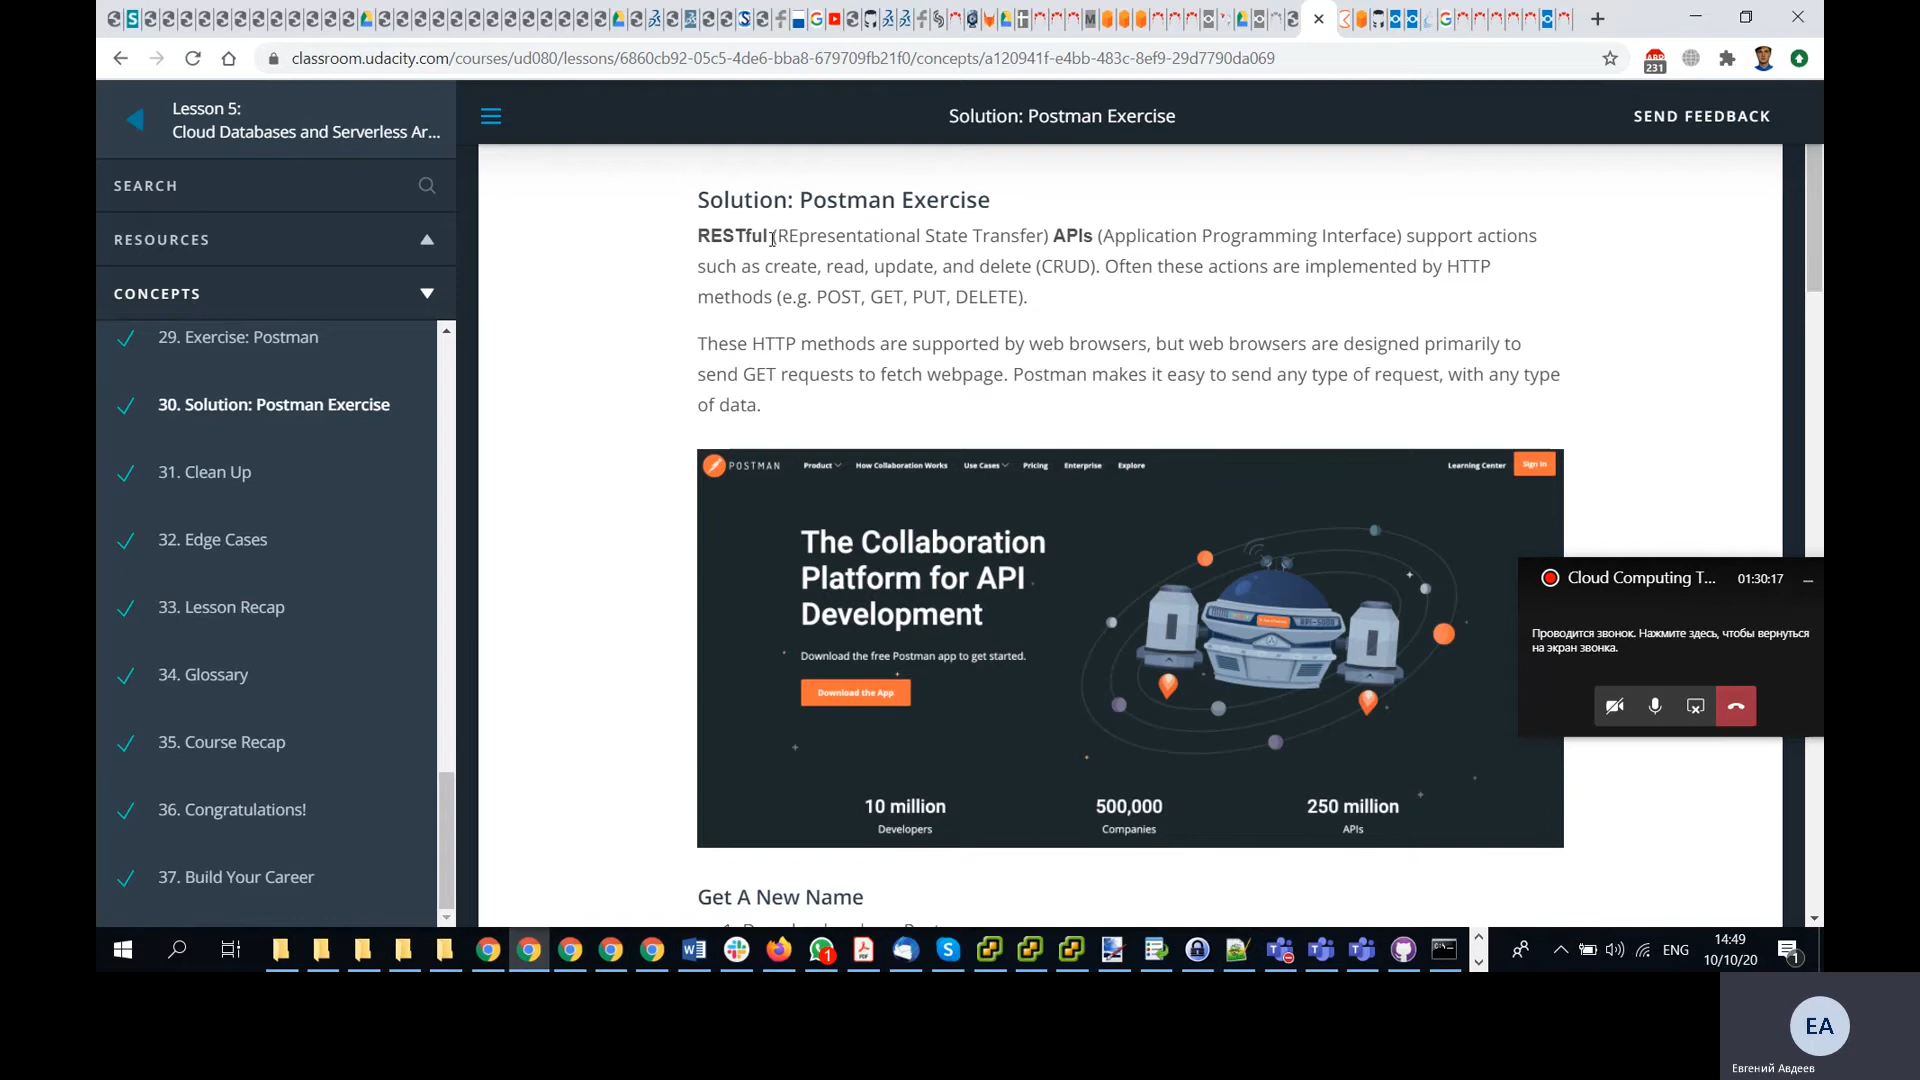 classroom.udacity.com/courses/ud080/lessons/6860cb92-05c5-4de6-bba8-679709fb21f0/concepts/a120941f-e4bb-483c-8ef9-29d7790da069
231
Lesson 5:
Cloud Databases and Serverless Ar...
Solution: Postman Exercise
SEND FEEDBACK
SEARCH
RESOURCES
CONCEPTS
29. Exercise: Postman
30. Solution: Postman Exercise
31. Clean Up
32. Edge Cases
33. Lesson Recap
34. Glossary
35. Course Recap
36. Congratulations!
37. Build Your Career
Solution: Postman Exercise
RESTful (REpresentational State Transfer) APIs (Application Programming Interface) support actions
such as create, read, update, and delete (CRUD). Often these actions are implemented by HTTP
methods (e.g. POST, GET, PUT, DELETE).
These HTTP methods are supported by web browsers, but web browsers are designed primarily to
send GET requests to fetch webpage. Postman makes it easy to send any type of request, with any type
of data.
POSTMAN Product How Collaboration Works Use Cases Pricing Enterprise Explore Learning Center Sign In
The Collaboration
Platform for API
Development
Download the free Postman app to get started.
Download the App
10 million 500,000 250 million
Developers Companies APIs
Get A New Name
Cloud Computing T... 01:30:17
Проводится звонок. Нажмите здесь, чтобы вернуться
на экран звонка.
ENG
14:49
10/10/20
1
1
EA
Евгений Авдеев